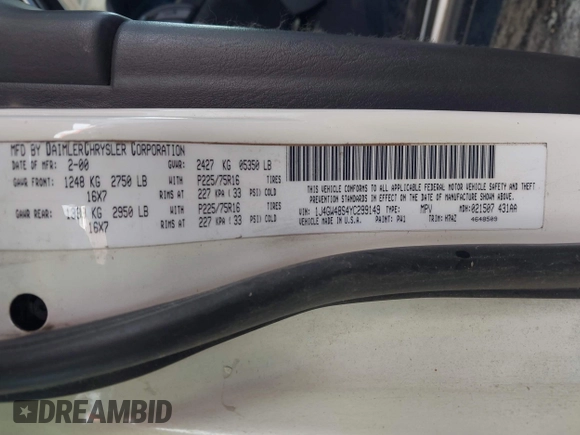 MFD BY DAIMLERCHRYSLER CORPORATION
DATE OF MFR: 2-00 GVWR: 2427 KG 05350 LB
GAWR FRONT: 1248 KG 2750 LB WITH P225/75R16 TIRES
16X7 RIMS AT 227 KPA ( 33 PSI) COLD
GAWR REAR: KG 2950 LB WITH P225/75R16 TIRES
16X7 RIMS AT 227 KPA ( 33 PSI) COLD
THIS VEHICLE CONFORMS TO ALL APPLICABLE FEDERAL MOTOR VEHICLE SAFETY AND THEFT
PREVENTION STANDARDS IN EFFECT ON THE DATE OF MANUFACTURE SHOWN ABOVE.
VIN: 1J4GW48S4YC299149 TYPE: MPV MDH: 021507 431AA
VEHICLE MADE IN U.S.A. PAINT: PW1 TRIM: H7AZ 4648509
DREAMBID